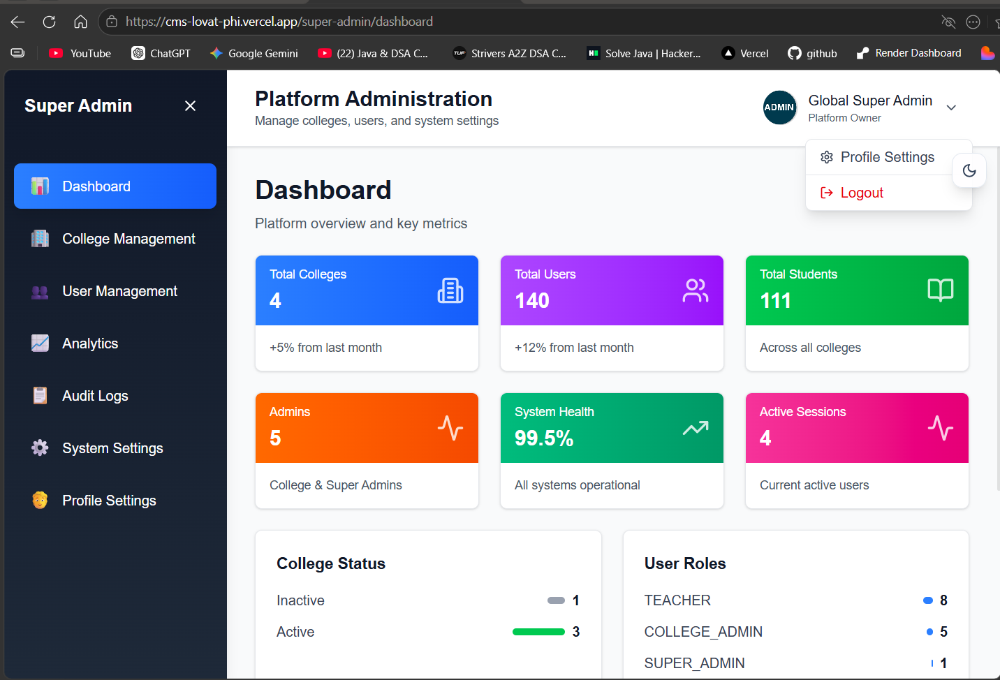 https://cms-lovat-phi.vercel.app/super-admin/dashboard
YouTube
ChatGPT
Google Gemini
(22) Java & DSA C...
TUF
Strivers A2Z DSA C...
H
Solve Java | Hacker...
Vercel
github
Render Dashboard
Super Admin
Dashboard
College Management
User Management
Analytics
Audit Logs
System Settings
Profile Settings
Platform Administration
Manage colleges, users, and system settings
ADMIN
Global Super Admin
Platform Owner
Profile Settings
Logout
Dashboard
Platform overview and key metrics
Total Colleges
4
+5% from last month
Total Users
140
+12% from last month
Total Students
111
Across all colleges
Admins
5
College & Super Admins
System Health
99.5%
All systems operational
Active Sessions
4
Current active users
College Status
Inactive 1
Active 3
User Roles
TEACHER 8
COLLEGE_ADMIN 5
SUPER_ADMIN 1